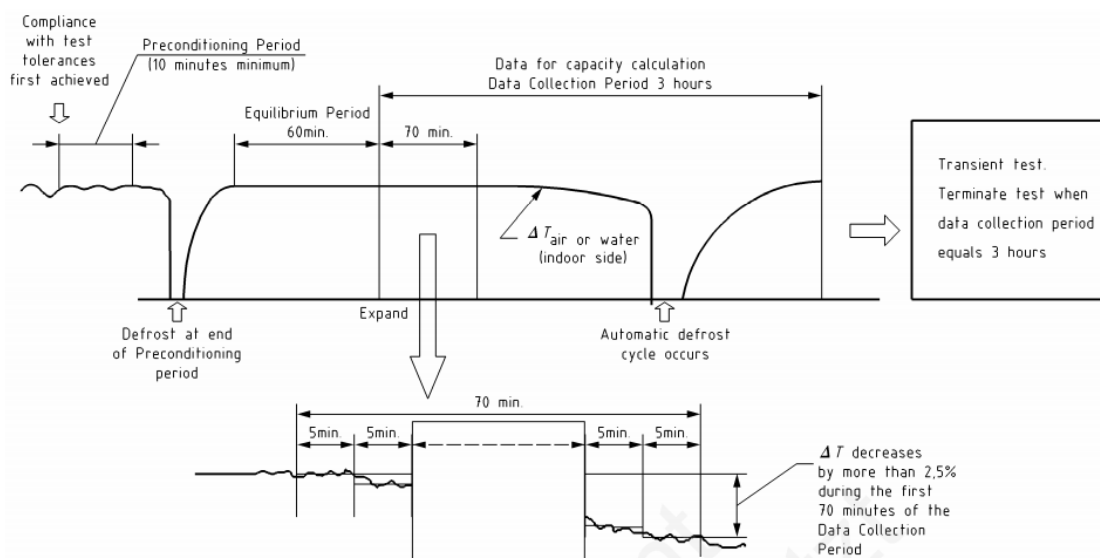 Compliance
with test
tolerances
first achieved
Preconditioning Period
(10 minutes minimum)
Data for capacity calculation
Data Collection Period 3 hours
Equilibrium Period
60min.
70 min.
ΔT air or water
(indoor side)
Transient test.
Terminate test when
data collection period
equals 3 hours
Defrost at end
of Preconditioning
period
Expand
Automatic defrost
cycle occurs
70 min.
5min.
5min.
5min.
5min.
ΔT decreases
by more than 2,5%
during the first
70 minutes of the
Data Collection
Period